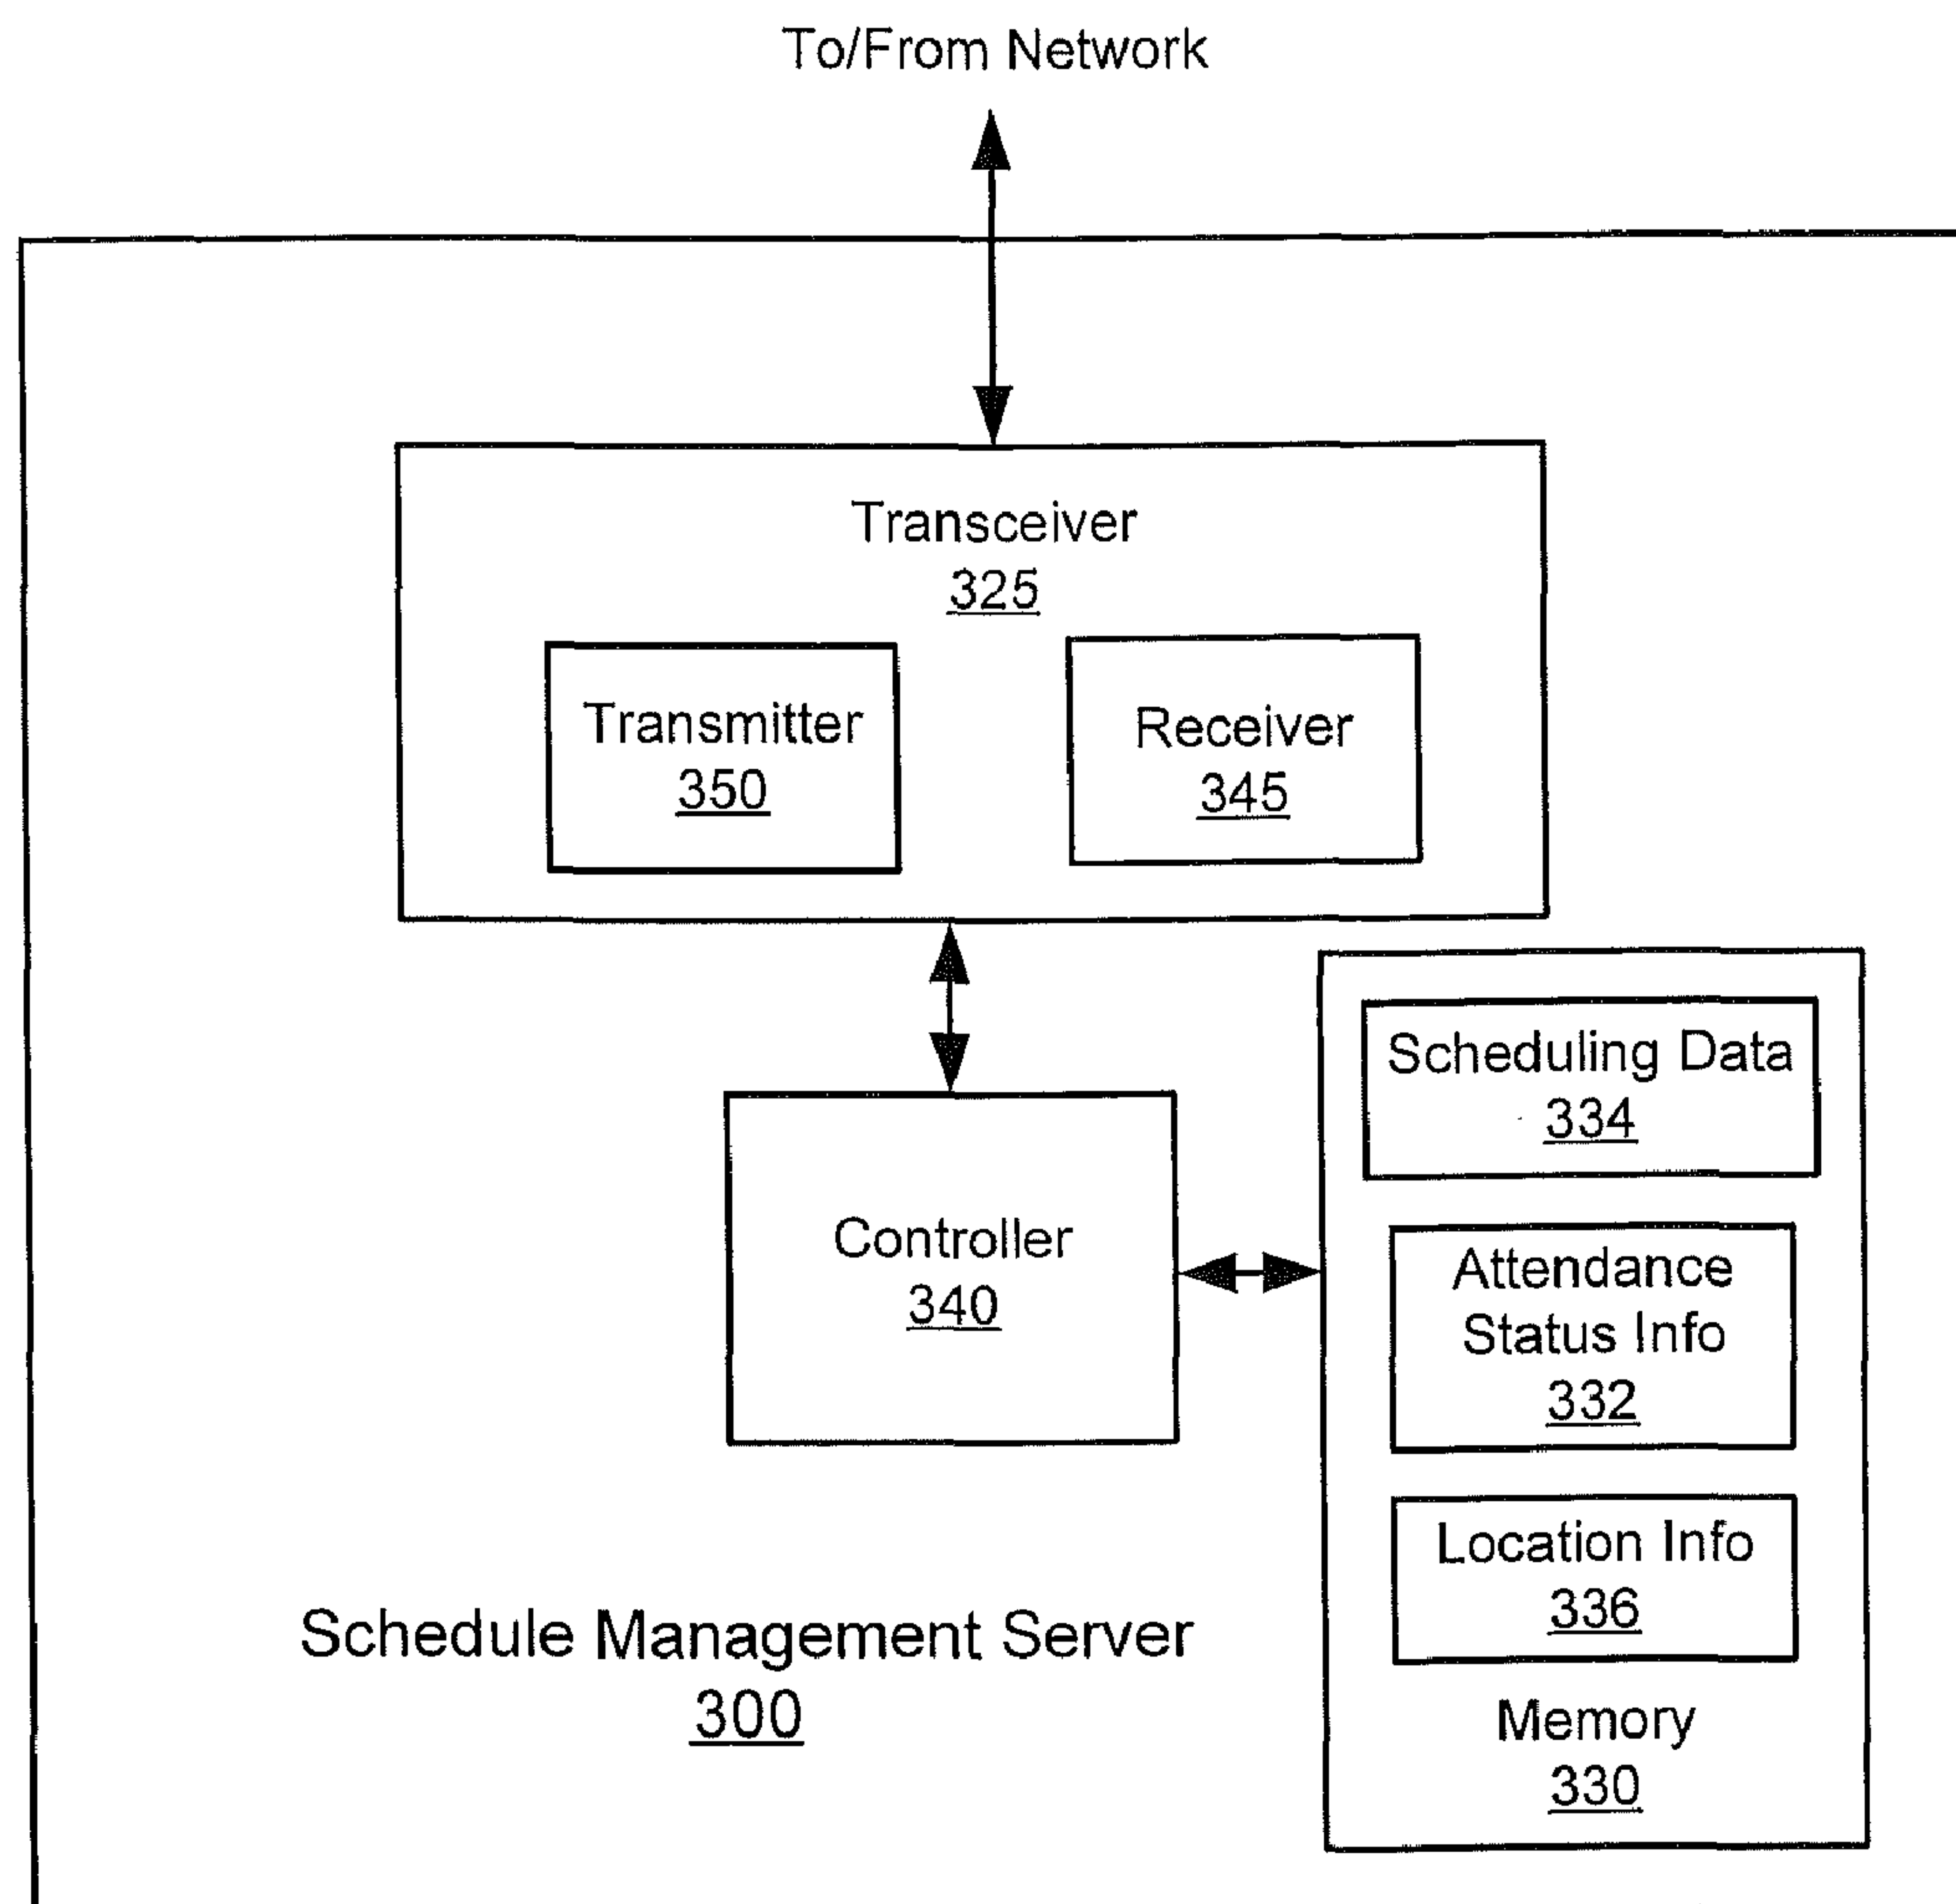 To/From Network
Transceiver
325
Transmitter
350
Receiver
345
Scheduling Data
334
Controller
340
Attendance
Status Info
332
Location Info
336
Schedule Management Server
300
Memory
330